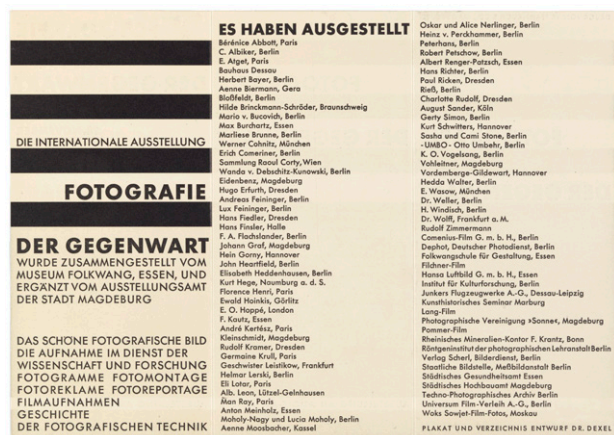 DIE INTERNATIONALE AUSSTELLUNG
FOTOGRAFIE
DER GEGENWART
WURDE ZUSAMMENGESTELLT VOM
MUSEUM FOLKWANG, ESSEN, UND
ERGÄNZT VOM AUSSTELLUNGSAMT
DER STADT MAGDEBURG
DAS SCHÖNE FOTOGRAFISCHE BILD
DIE AUFNAHME IM DIENST DER
WISSENSCHAFT UND FORSCHUNG
FOTOGRAMME FOTOMONTAGE
FOTOREKLAME FOTOREPORTAGE
FILMAUFNAHMEN
GESCHICHTE
DER FOTOGRAFISCHEN TECHNIK
ES HABEN AUSGESTELLT
Bérénice Abbott, Paris
C. Albiker, Berlin
E. Atget, Paris
Bauhaus Dessau
Herbert Bayer, Berlin
Aenne Biermann, Gera
Bloßfeldt, Berlin
Hilde Brinckmann-Schröder, Braunschweig
Mario v. Bucovich, Berlin
Max Burchartz, Essen
Marliese Brunne, Berlin
Werner Cahnitz, München
Erich Comeriner, Berlin
Sammlung Raoul Corty, Wien
Wanda v. Debschitz-Kunowski, Berlin
Eidenbenz, Magdeburg
Hugo Erfurth, Dresden
Andreas Feininger, Berlin
Lux Feininger, Berlin
Hans Fiedler, Dresden
Hans Finsler, Halle
F. A. Flachslander, Berlin
Johann Graf, Magdeburg
Hein Gorny, Hannover
John Heartfield, Berlin
Elisabeth Heddenhausen, Berlin
Kurt Hege, Naumburg a. d. S.
Florence Henri, Paris
Ewald Hoinkis, Görlitz
E. O. Hoppé, London
F. Kautz, Essen
André Kertész, Paris
Kleinschmidt, Magdeburg
Rudolf Kramer, Dresden
Germaine Krull, Paris
Geschwister Leistikow, Frankfurt
Helmar Lerski, Berlin
Eli Lotar, Paris
Alb. Leon, Lützel-Gelnhausen
Man Ray, Paris
Anton Meinholz, Essen
Moholy-Nagy und Lucia Moholy, Berlin
Aenne Mosbacher, Kassel
Oskar und Alice Nerlinger, Berlin
Heinz v. Perckhammer, Berlin
Peterhans, Berlin
Robert Petschow, Berlin
Albert Renger-Patzsch, Essen
Hans Richter, Berlin
Paul Ricken, Dresden
Rieß, Berlin
Charlotte Rudolf, Dresden
August Sander, Köln
Gerty Simon, Berlin
Kurt Schwitters, Hannover
Sasha und Cami Stone, Berlin
-UMBO- Otto Umbehr, Berlin
K. O. Vogelsang, Berlin
Vohleitner, Magdeburg
Vordemberge-Gildewart, Hannover
Hedda Walter, Berlin
E. Wasow, München
Dr. Weller, Berlin
H. Windisch, Berlin
Dr. Wolff, Frankfurt a. M.
Rudolf Zimmermann
Comenius-Film G. m. b. H., Berlin
Dephot, Deutscher Photodienst, Berlin
Folkwangschule für Gestaltung, Essen
Filchner-Film
Hansa Luftbild G. m. b. H., Essen
Institut für Kulturforschung, Berlin
Junkers Flugzeugwerke A.-G., Dessau-Leipzig
Kunsthistorisches Seminar Marburg
Lang-Film
Photographische Vereinigung »Sonne«, Magdeburg
Pommer-Film
Rheinisches Mineralien-Kontor F. Krantz, Bonn
Röntgeninstitut der photographischen Lehranstalt Berlin
Verlag Scherl, Bilderdienst, Berlin
Staatliche Bildstelle, Meßbildanstalt Berlin
Städtisches Gesundheitsamt Essen
Städtisches Hochbauamt Magdeburg
Techno-Photographisches Archiv Berlin
Universum Film-Verleih A.-G., Berlin
Woks Sowjet-Film-Fotos, Moskau
PLAKAT UND VERZEICHNIS ENTWURF DR. DEXEL